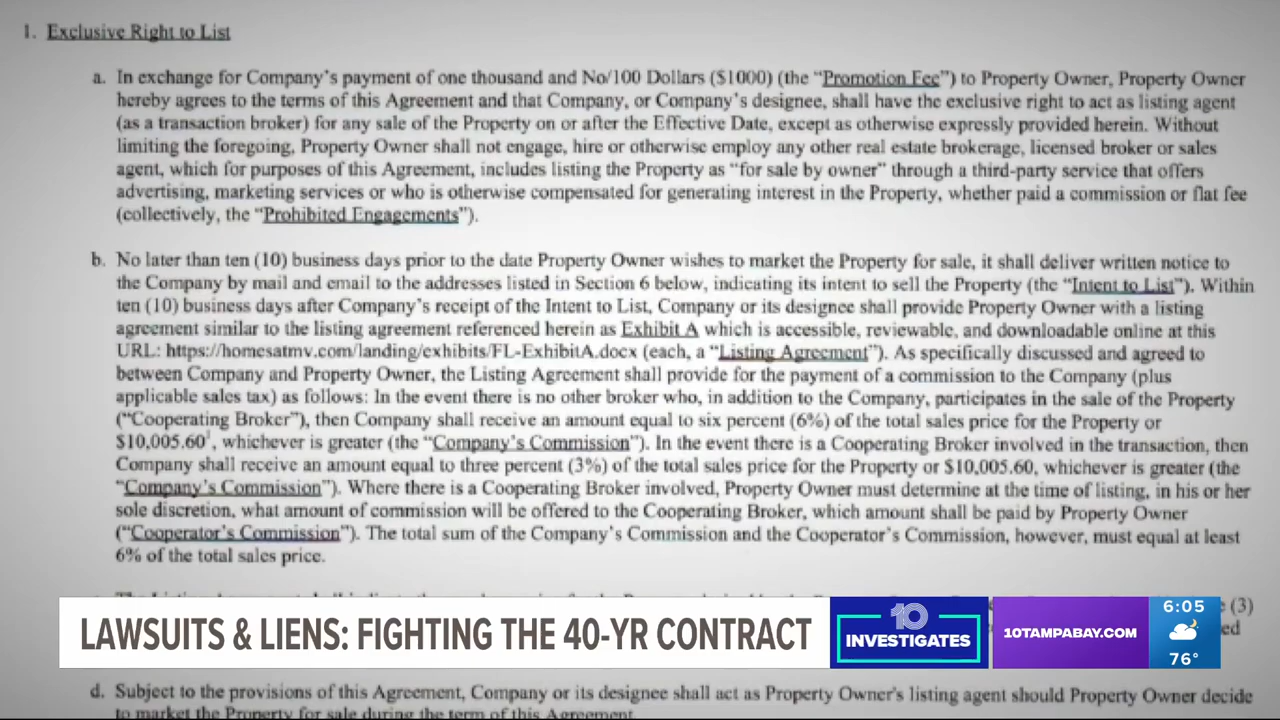 1. Exclusive Right to List
a. In exchange for Company's payment of one thousand and No/100 Dollars ($1000) (the “Promotion Fee”) to Property Owner, Property Owner
hereby agrees to the terms of this Agreement and that Company, or Company's designee, shall have the exclusive right to act as listing agent
(as a transaction broker) for any sale of the Property on or after the Effective Date, except as otherwise expressly provided herein. Without
limiting the foregoing, Property Owner shall not engage, hire or otherwise employ any other real estate brokerage, licensed broker or sales
agent, which for purposes of this Agreement, includes listing the Property as “for sale by owner” through a third-party service that offers
advertising, marketing services or who is otherwise compensated for generating interest in the Property, whether paid a commission or flat fee
(collectively, the “Prohibited Engagements”).
b. No later than ten (10) business days prior to the date Property Owner wishes to market the Property for sale, it shall deliver written notice to
the Company by mail and email to the addresses listed in Section 6 below, indicating its intent to sell the Property (the “Intent to List”). Within
ten (10) business days after Company's receipt of the Intent to List, Company or its designee shall provide Property Owner with a listing
agreement similar to the listing agreement referenced herein as Exhibit A which is accessible, reviewable, and downloadable online at this
URL: https://homesatmv.com/landing/exhibits/FL-ExhibitA.docx (each, a “Listing Agreement”). As specifically discussed and agreed to
between Company and Property Owner, the Listing Agreement shall provide for the payment of a commission to the Company (plus
applicable sales tax) as follows: In the event there is no other broker who, in addition to the Company, participates in the sale of the Property
(“Cooperating Broker”), then Company shall receive an amount equal to six percent (6%) of the total sales price for the Property or
$10,005.60¹, whichever is greater (the “Company's Commission”). In the event there is a Cooperating Broker involved in the transaction, then
Company shall receive an amount equal to three percent (3%) of the total sales price for the Property or $10,005.60, whichever is greater (the
“Company's Commission”). Where there is a Cooperating Broker involved, Property Owner must determine at the time of listing, in his or her
sole discretion, what amount of commission will be offered to the Cooperating Broker, which amount shall be paid by Property Owner
(“Cooperator's Commission”). The total sum of the Company's Commission and the Cooperator's Commission, however, must equal at least
6% of the total sales price.
(3)
ed
LAWSUITS & LIENS: FIGHTING THE 40-YR CONTRACT
10
INVESTIGATES
10TAMPABAY.COM
6:05
76°
d. Subject to the provisions of this Agreement, Company or its designee shall act as Property Owner's listing agent should Property Owner decide
to market the Property for sale during the term of this Agreement.